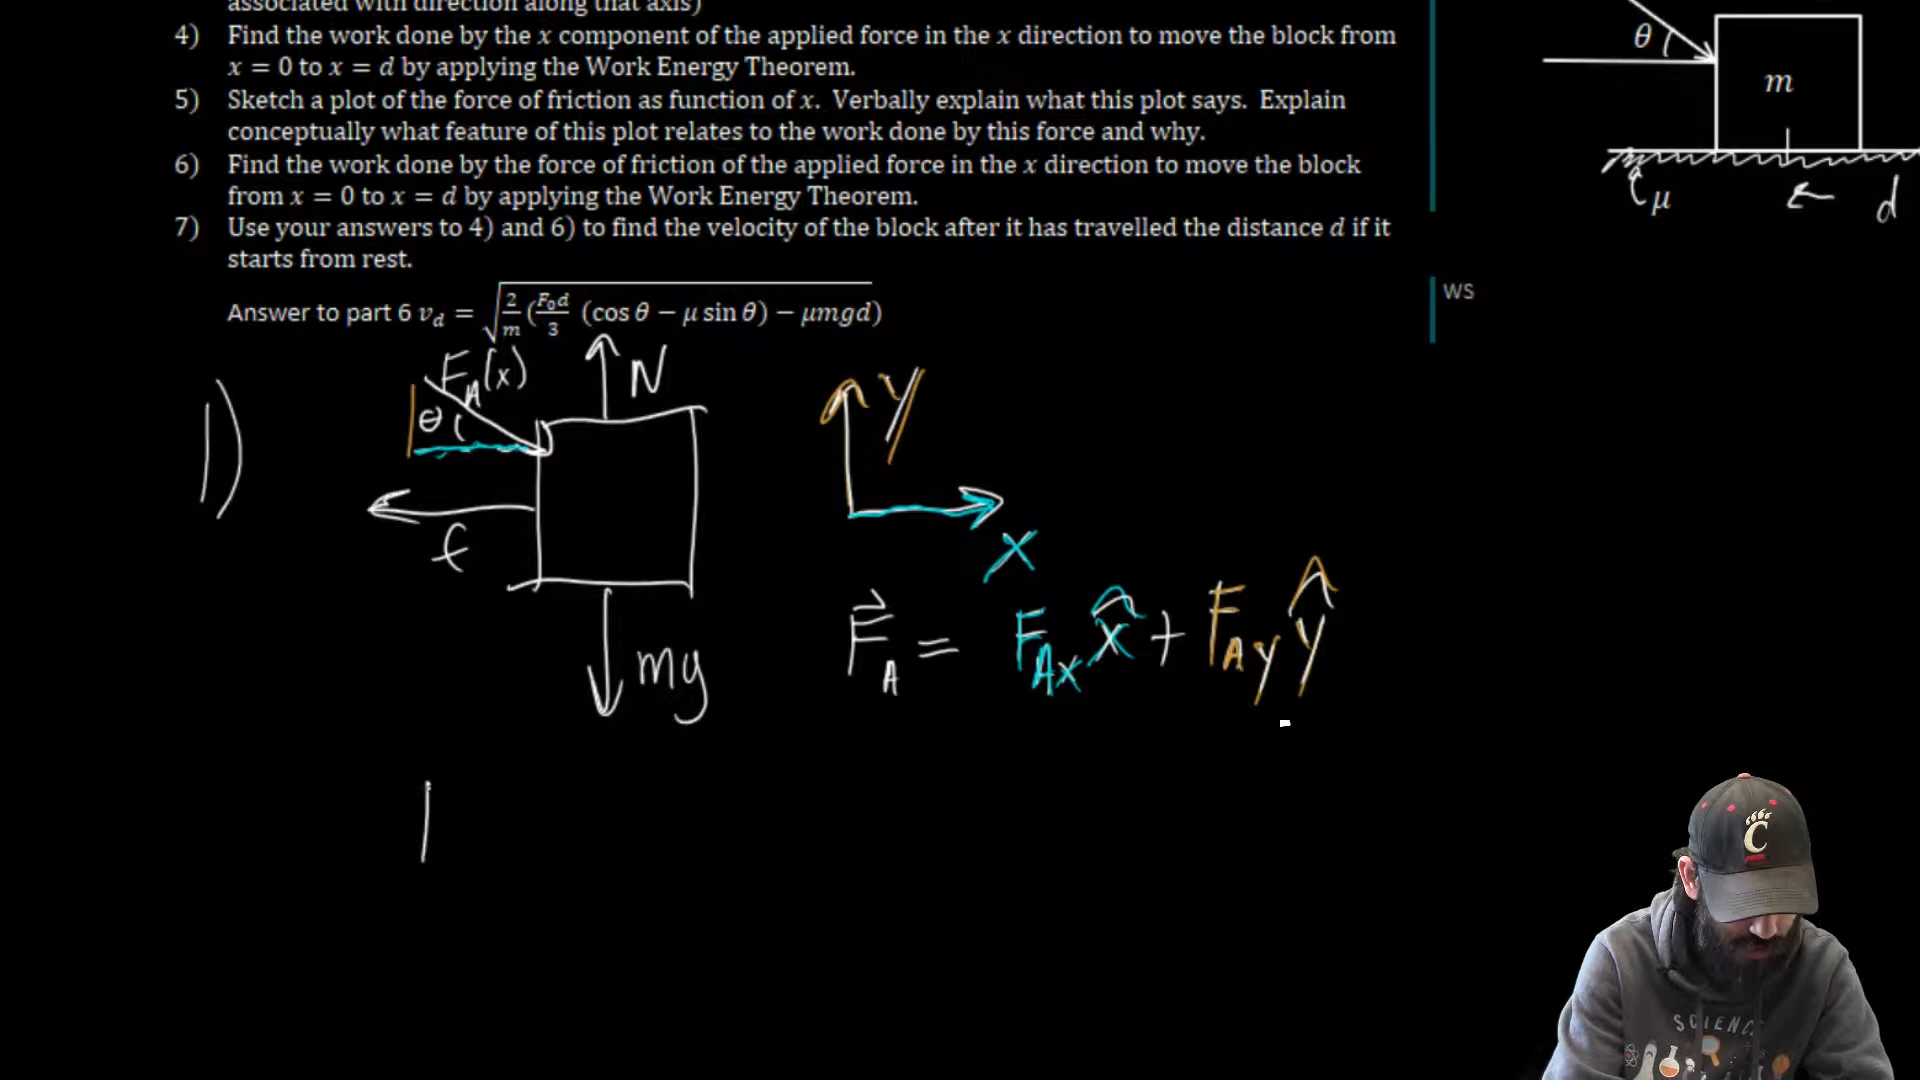 associated with direction along that axis)
4) Find the work done by the x component of the applied force in the x direction to move the block from
x = 0 to x = d by applying the Work Energy Theorem.
5) Sketch a plot of the force of friction as function of x. Verbally explain what this plot says. Explain
conceptually what feature of this plot relates to the work done by this force and why.
6) Find the work done by the force of friction of the applied force in the x direction to move the block
from x = 0 to x = d by applying the Work Energy Theorem.
7) Use your answers to 4) and 6) to find the velocity of the block after it has travelled the distance d if it
starts from rest.
Answer to part 6 v_d = √(2/m (F₀d/3 (cos θ − μ sin θ) − μmgd)
θ
m
μ
d
WS
1)
F_A(x)
θ
N
f
mg
y
x
F⃗_A = F_Ax x̂ + F_Ay ŷ
C
SCIENC